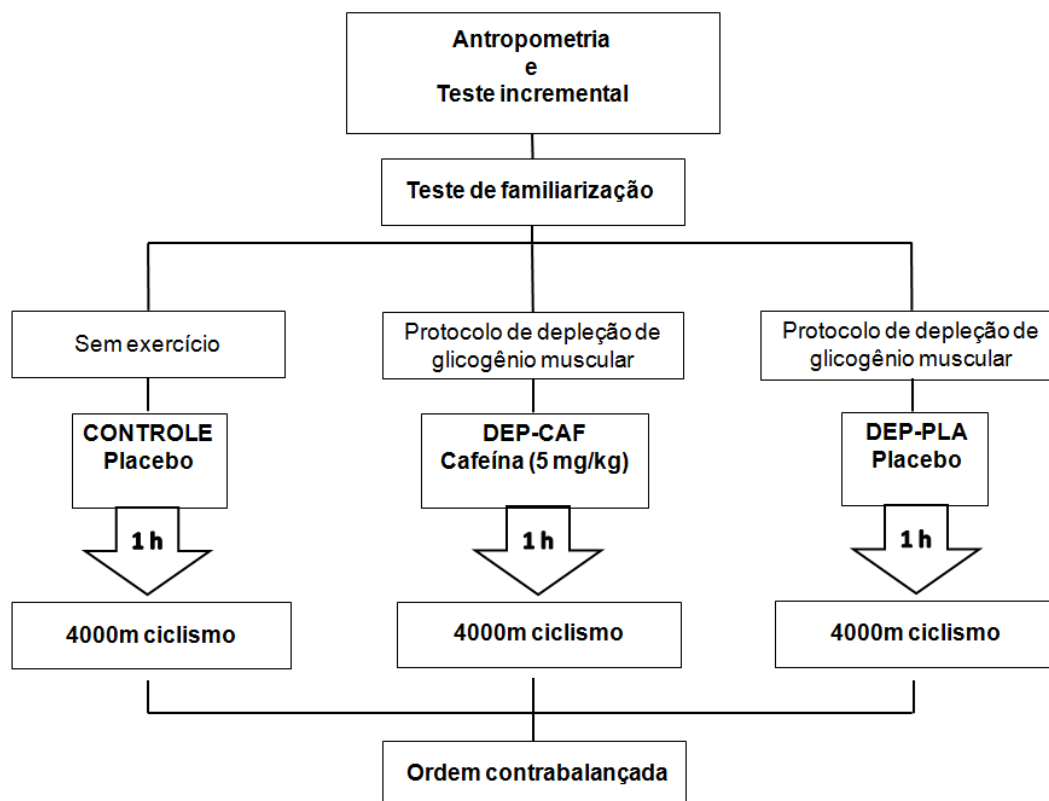 Antropometria
e
Teste incremental
Teste de familiarização
Sem exercício
Protocolo de depleção de
glicogênio muscular
Protocolo de depleção de
glicogênio muscular
CONTROLE
Placebo
DEP-CAF
Cafeína (5 mg/kg)
DEP-PLA
Placebo
1 h
1 h
1 h
4000m ciclismo
4000m ciclismo
4000m ciclismo
Ordem contrabalançada